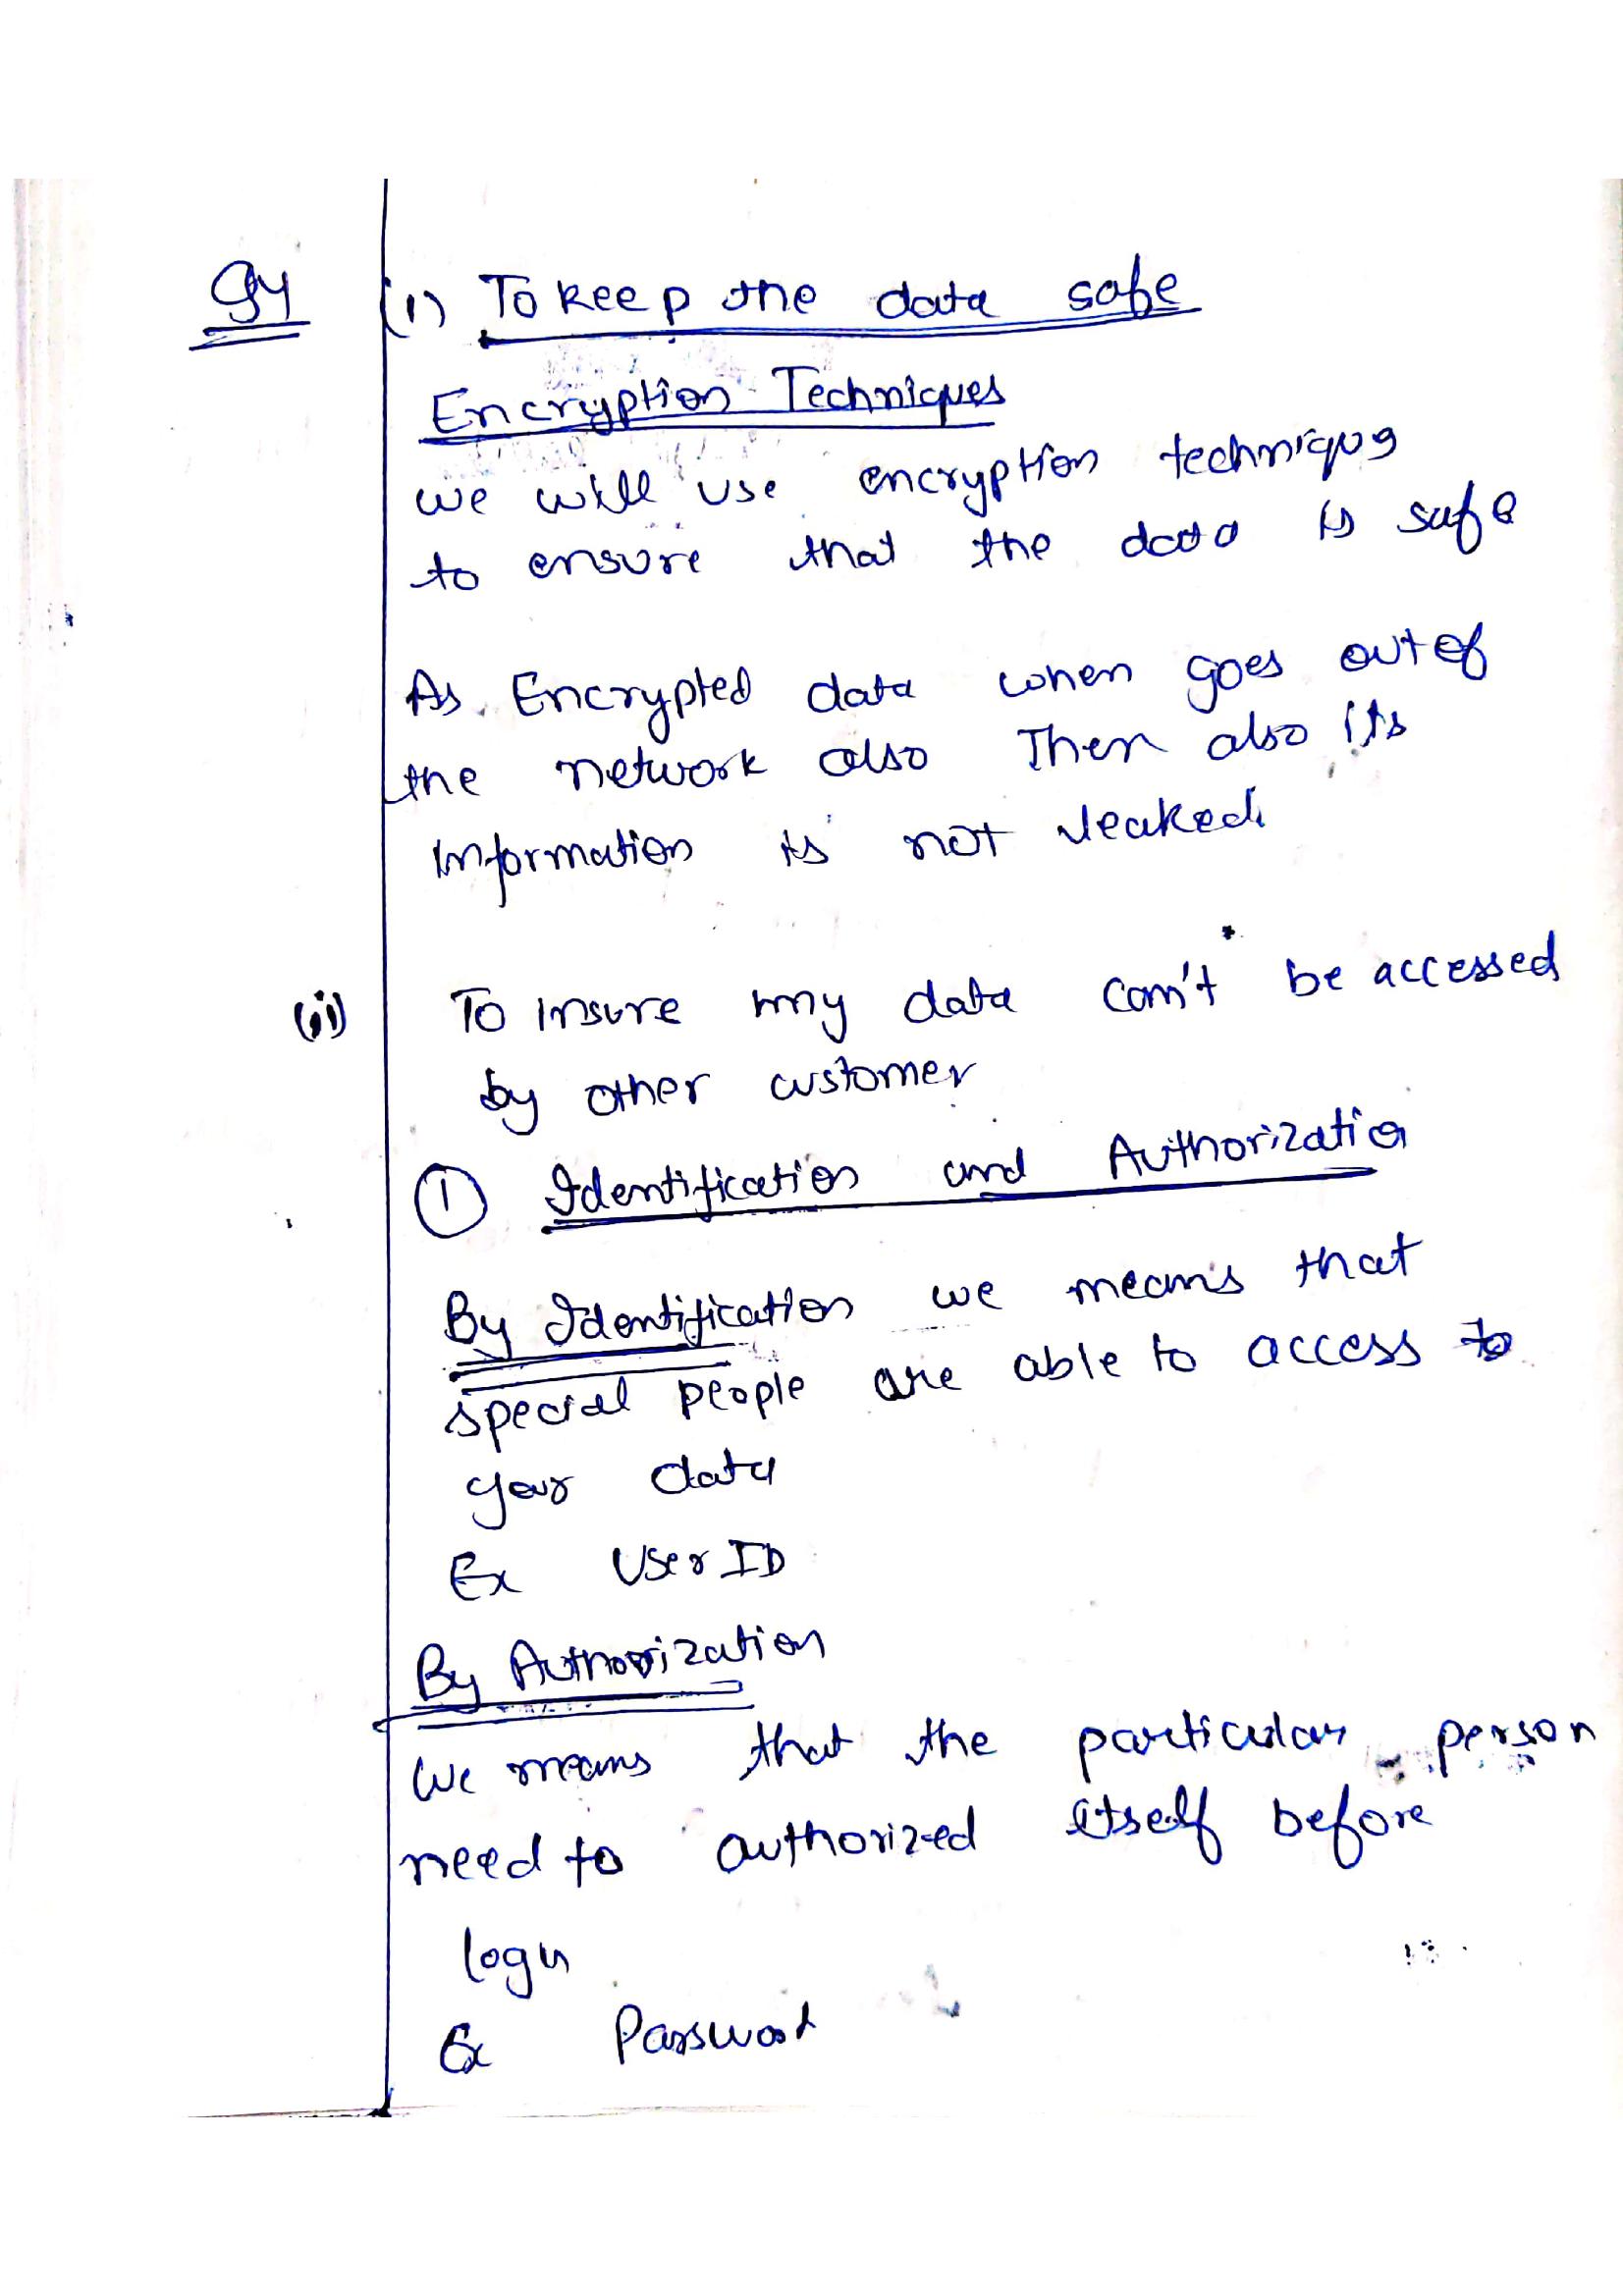 Q4 (i) To keep the data safe
Encryption Techniques
we will use encryption technique
to ensure that the data is safe
As Encrypted data when goes out of
the network also Then also its
Information is not leaked.
(ii) To insure my data can't be accessed
by other customer
① Identification and Authorization
By Identification we means that
special people are able to access to
your data
Ex User ID
By Authorization
We means that the particular person
need to authorized itself before
login
Ex Password